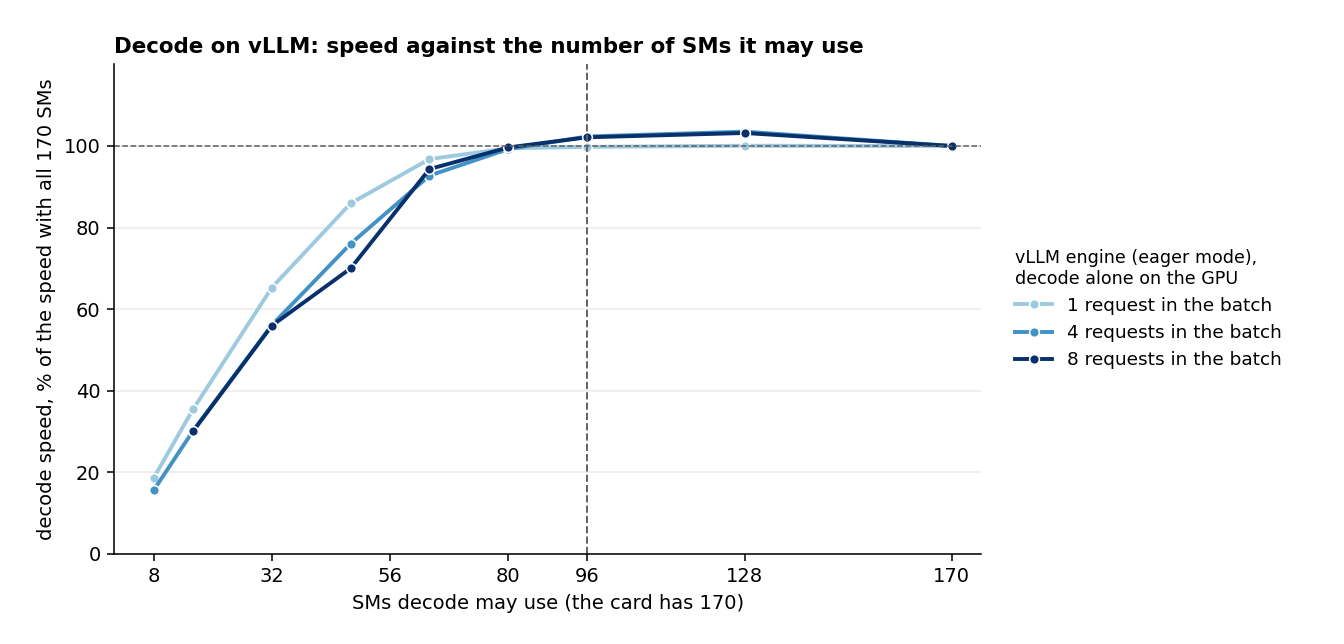 Decode on vLLM: speed against the number of SMs it may use
decode speed, % of the speed with all 170 SMs
100
80
60
40
20
0
8
32
56
80
96
128
170
SMs decode may use (the card has 170)
vLLM engine (eager mode),
decode alone on the GPU
1 request in the batch
4 requests in the batch
8 requests in the batch